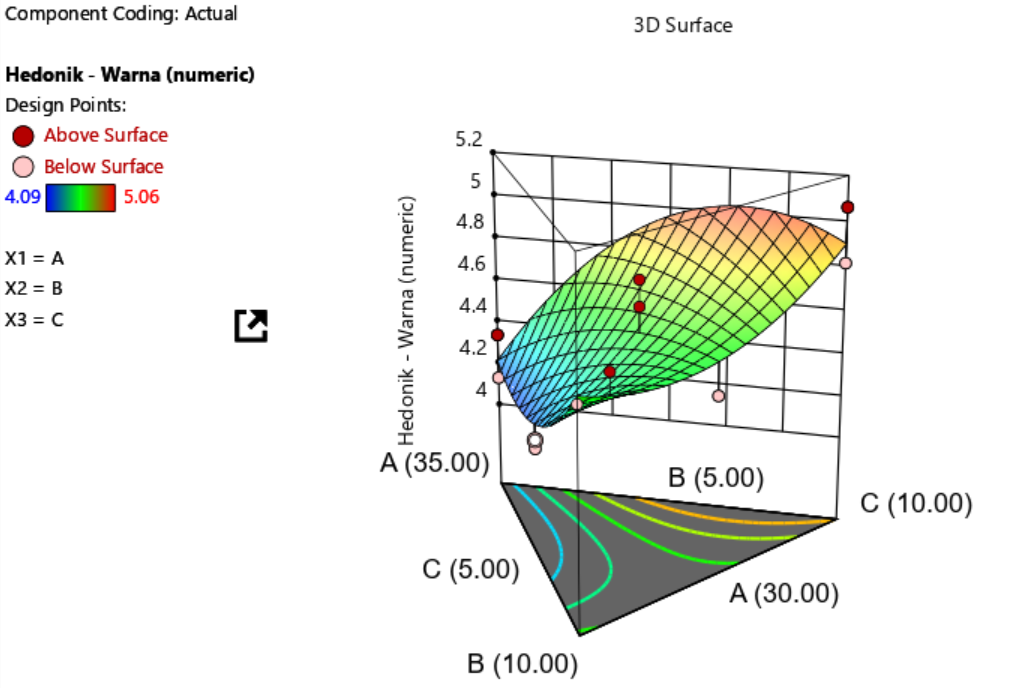 Component Coding: Actual
3D Surface
Hedonik - Warna (numeric)
Design Points:
Above Surface
Below Surface
4.09 5.06
X1 = A
X2 = B
X3 = C
5.2
5
4.8
4.6
4.4
4.2
4
Hedonik - Warna (numeric)
A (35.00)
B (5.00)
C (10.00)
C (5.00)
A (30.00)
B (10.00)